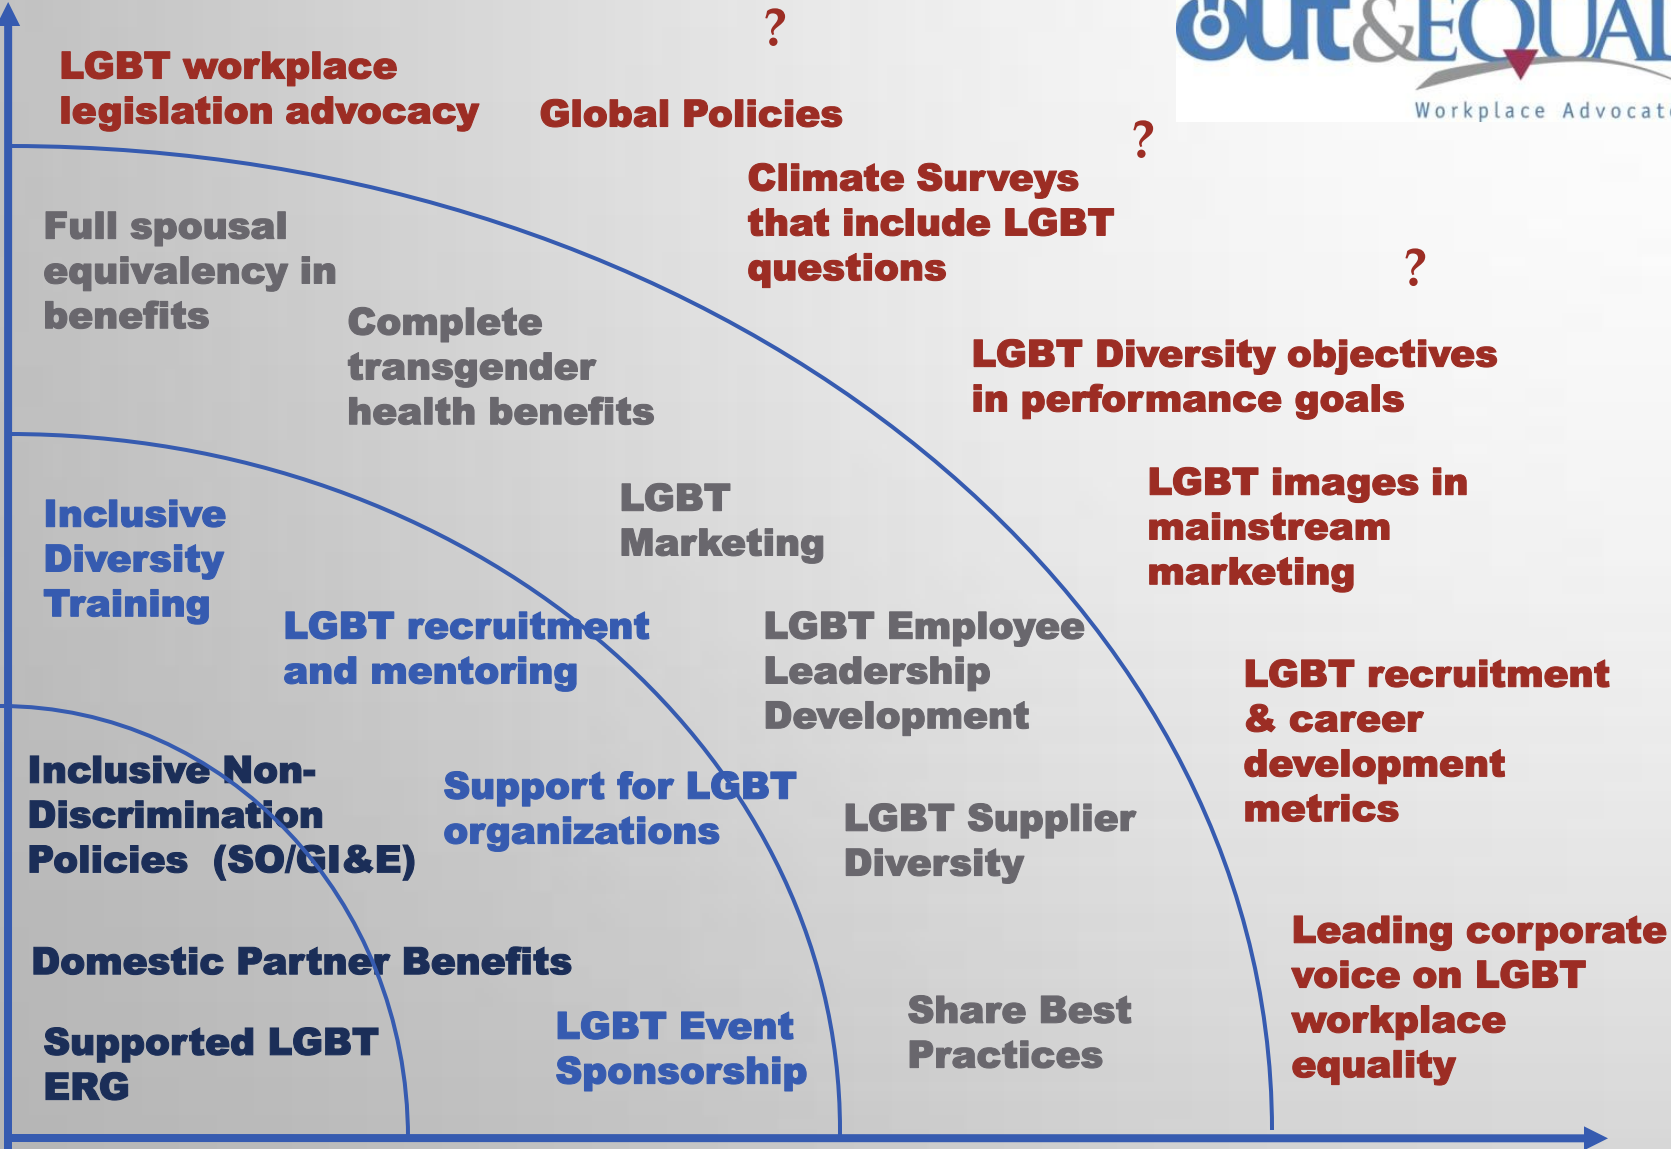 ?
out&EQUAL
Workplace Advocat
LGBT workplace
legislation advocacy
Global Policies
?
Climate Surveys
that include LGBT
questions
Full spousal
equivalency in
benefits
?
Complete
transgender
health benefits
LGBT Diversity objectives
in performance goals
LGBT images in
mainstream
marketing
Inclusive
Diversity
Training
LGBT
Marketing
LGBT recruitment
and mentoring
LGBT Employee
Leadership
Development
LGBT recruitment
& career
development
metrics
Inclusive Non-
Discrimination
Policies (SO/GI&E)
Support for LGBT
organizations
LGBT Supplier
Diversity
Leading corporate
voice on LGBT
workplace
equality
Domestic Partner Benefits
Supported LGBT
ERG
LGBT Event
Sponsorship
Share Best
Practices